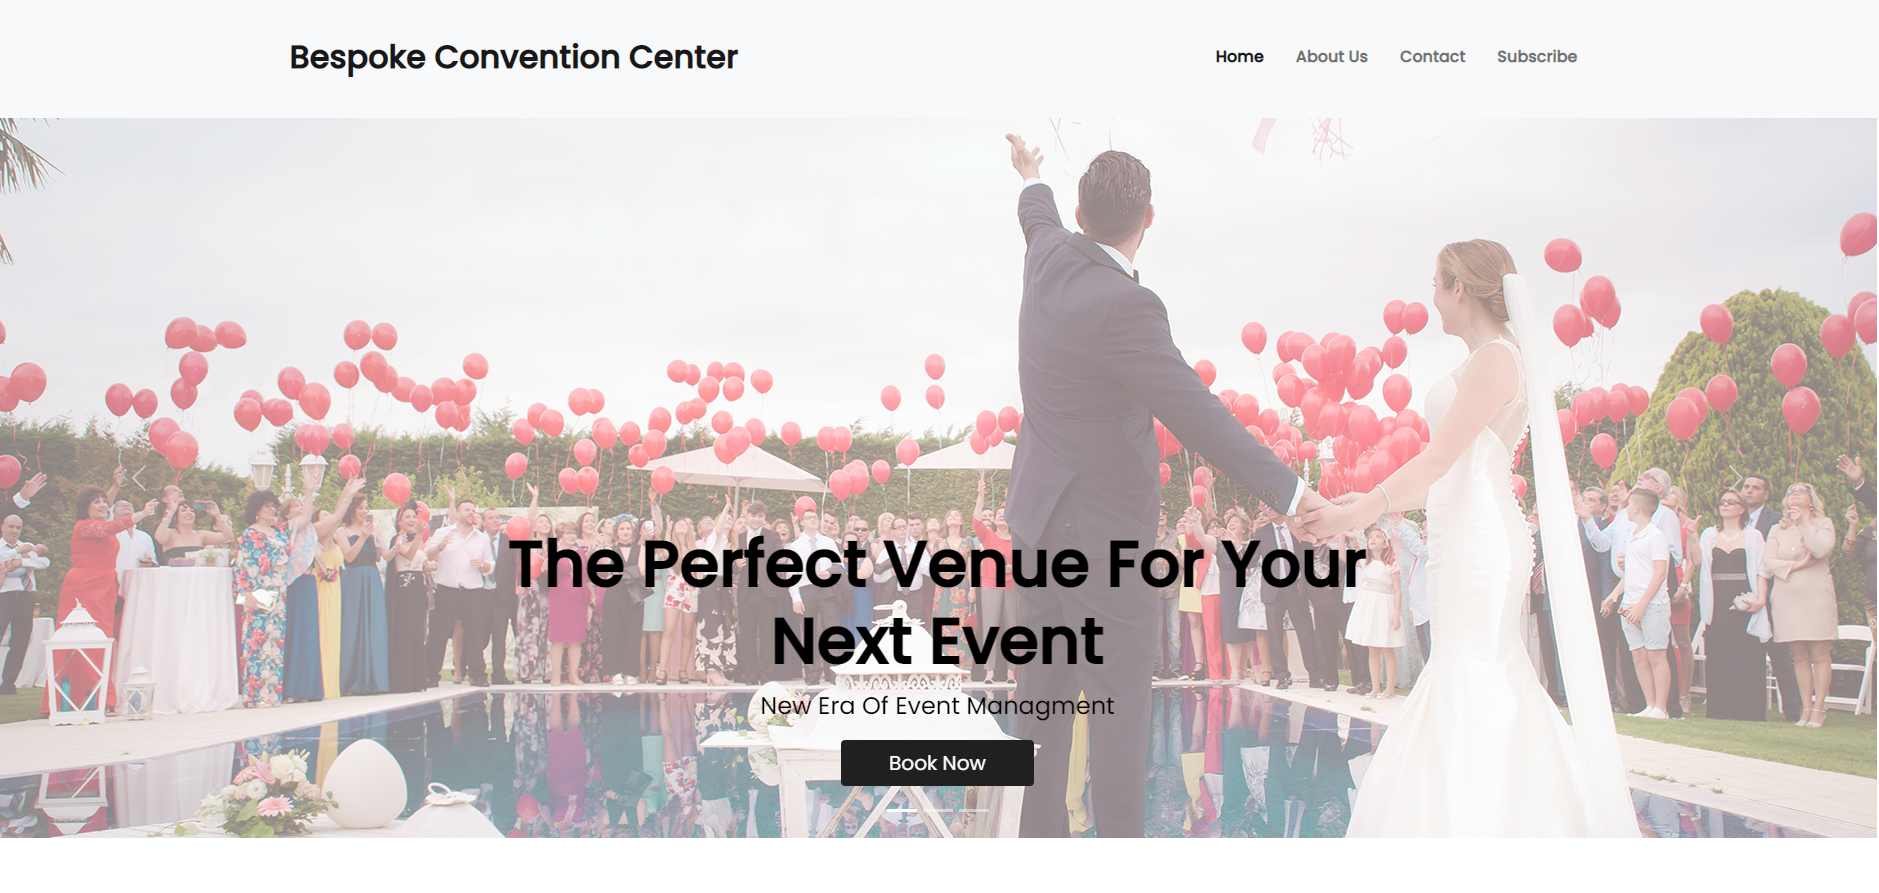 Bespoke Convention Center
Home About Us Contact Subscribe
The Perfect Venue For Your
Next Event
New Era Of Event Managment
Book Now